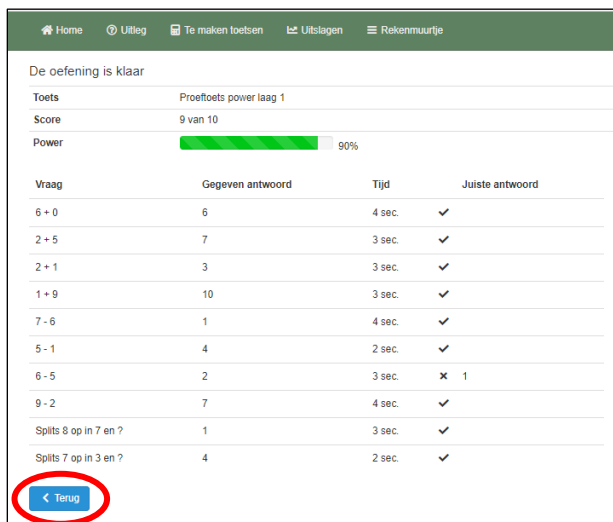 Home Uitleg Te maken toetsen Uitslagen Rekenmuurtje
De oefening is klaar
Toets Proeftoets power laag 1
Score 9 van 10
Power 90%
Vraag Gegeven antwoord Tijd Juiste antwoord
6 + 0 6 4 sec. ✓
2 + 5 7 3 sec. ✓
2 + 1 3 3 sec. ✓
1 + 9 10 3 sec. ✓
7 - 6 1 4 sec. ✓
5 - 1 4 2 sec. ✓
6 - 5 2 3 sec. × 1
9 - 2 7 4 sec. ✓
Splits 8 op in 7 en ? 1 3 sec. ✓
Splits 7 op in 3 en ? 4 2 sec. ✓
Terug